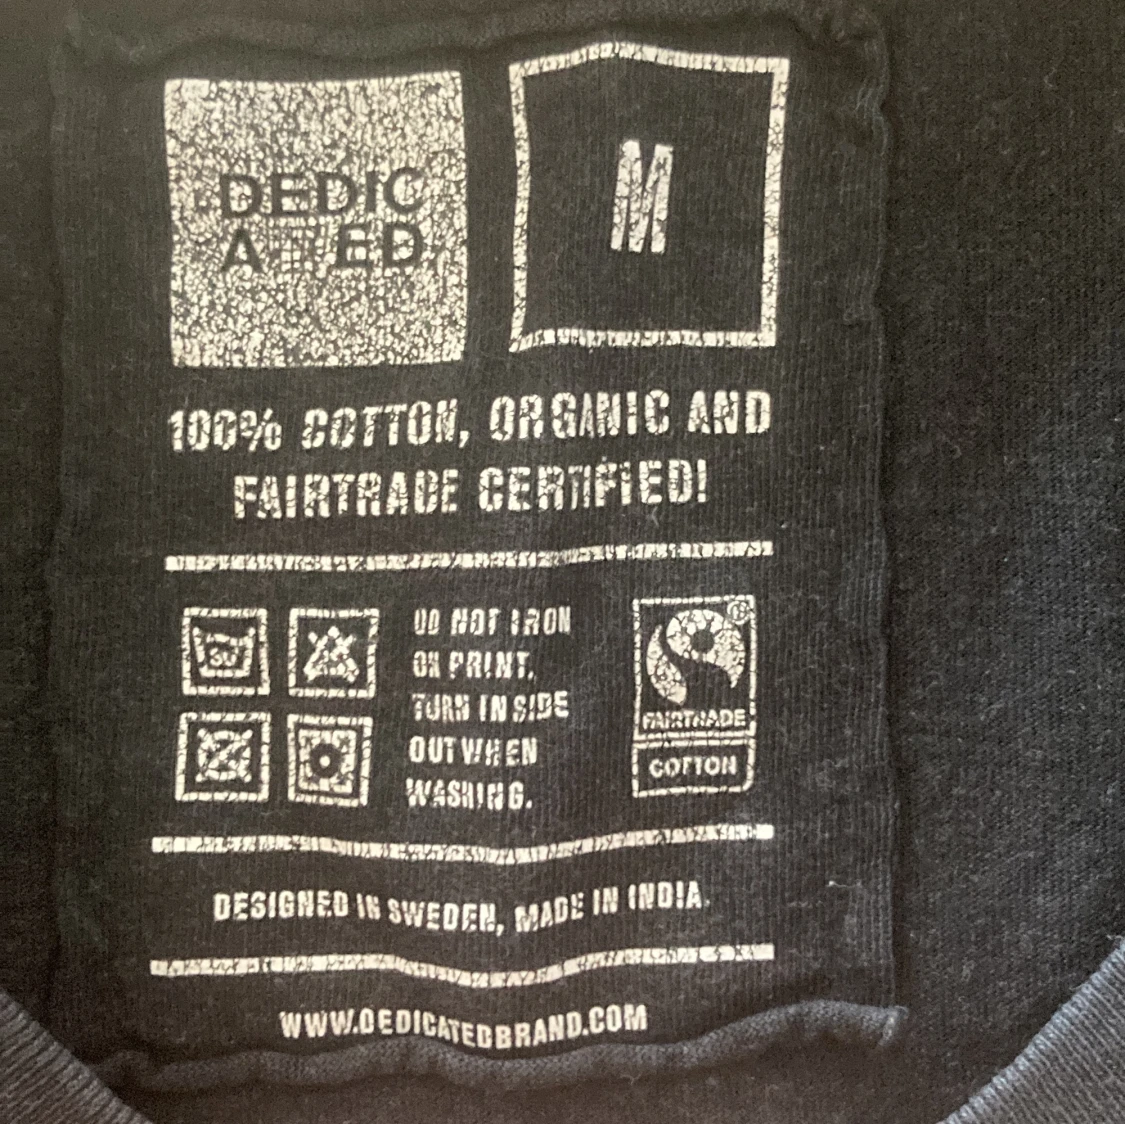 DEDIC
ATED
M
100% COTTON, ORGANIC AND
FAIRTRADE CERTIFIED!
30
DO NOT IRON
ON PRINT.
TURN INSIDE
OUT WHEN
WASHING.
®
FAIRTRADE
COTTON
DESIGNED IN SWEDEN, MADE IN INDIA.
WWW.DEDICATEDBRAND.COM